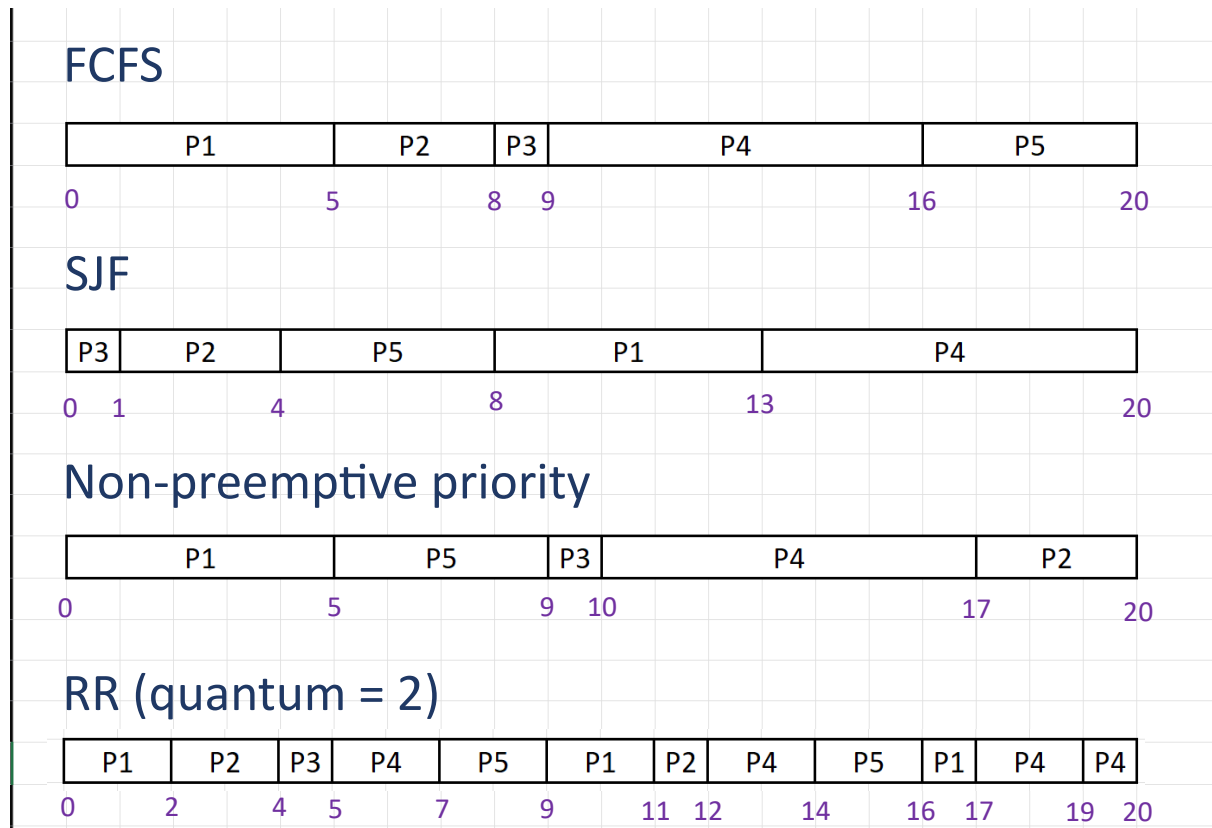 FCFS
P1 P2 P3 P4 P5
0 5 8 9 16 20
SJF
P3 P2 P5 P1 P4
0 1 4 8 13 20
Non-preemptive priority
P1 P5 P3 P4 P2
0 5 9 10 17 20
RR (quantum = 2)
P1 P2 P3 P4 P5 P1 P2 P4 P5 P1 P4 P4
0 2 4 5 7 9 11 12 14 16 17 19 20